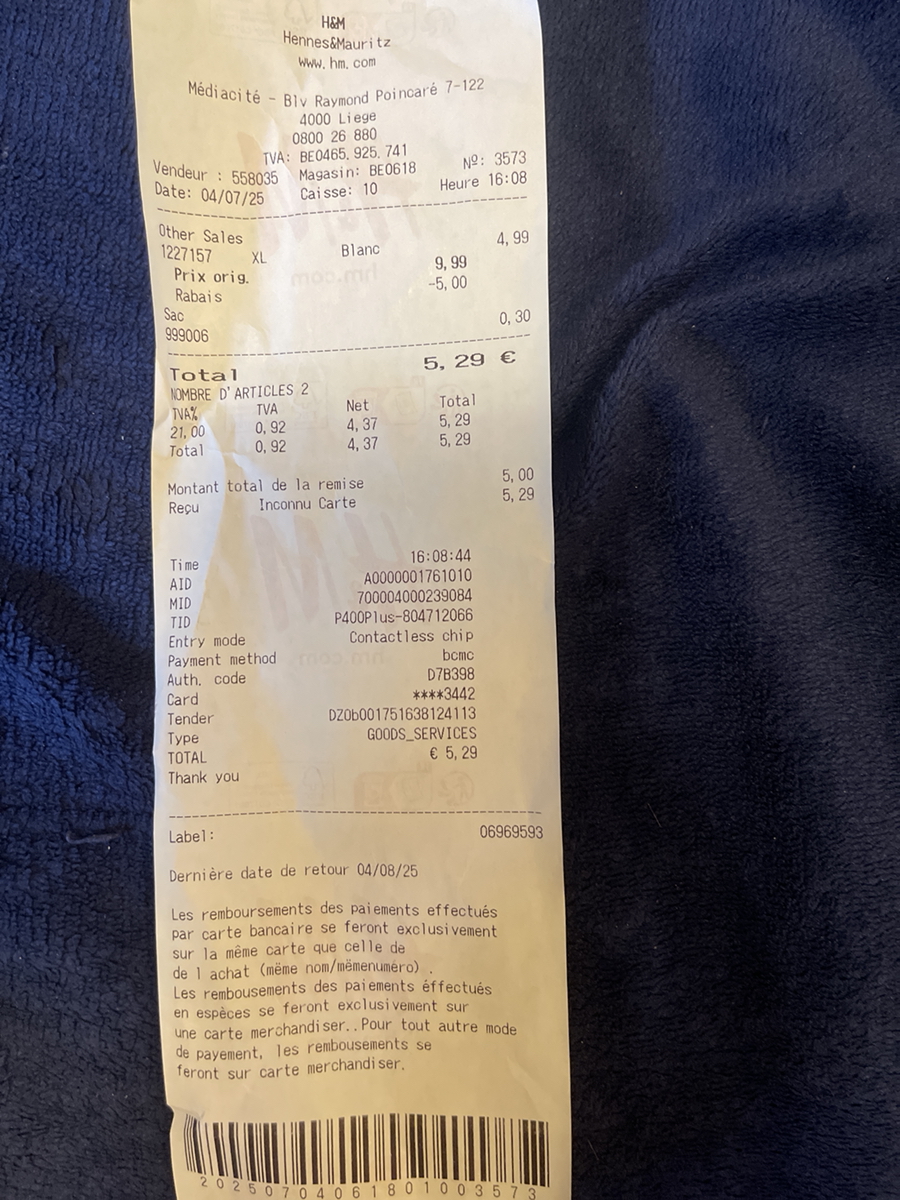 H&M
Hennes&Mauritz
www.hm.com
Médiacité - Blv Raymond Poincaré 7-122
4000 Liege
0800 26 880
TVA: BE0465.925.741
Vendeur : 558035 Magasin: BE0618 Nº: 3573
Date: 04/07/25 Caisse: 10 Heure 16:08
Other Sales 4,99
1227157 XL Blanc
Prix orig. 9,99
Rabais -5,00
Sac 0,30
999006
Total 5,29 €
NOMBRE D'ARTICLES 2
TVA% TVA Net Total
21,00 0,92 4,37 5,29
Total 0,92 4,37 5,29
Montant total de la remise 5,00
Reçu Inconnu Carte 5,29
Time 16:08:44
AID A0000001761010
MID 700004000239084
TID P400Plus-804712066
Entry mode Contactless chip
Payment method bcmc
Auth. code D7B398
Card ****3442
Tender DZOb001751638124113
Type GOODS_SERVICES
TOTAL € 5,29
Thank you
Label: 06969593
Dernière date de retour 04/08/25
Les remboursements des paiements effectués
par carte bancaire se feront exclusivement
sur la même carte que celle de
de l achat (mëme nom/mëmenuméro) .
Les rembousements des paiements éffectués
en espèces se feront exclusivement sur
une carte merchandiser..Pour tout autre mode
de payement, les rembousements se
feront sur carte merchandiser.
2025070406180100 3573